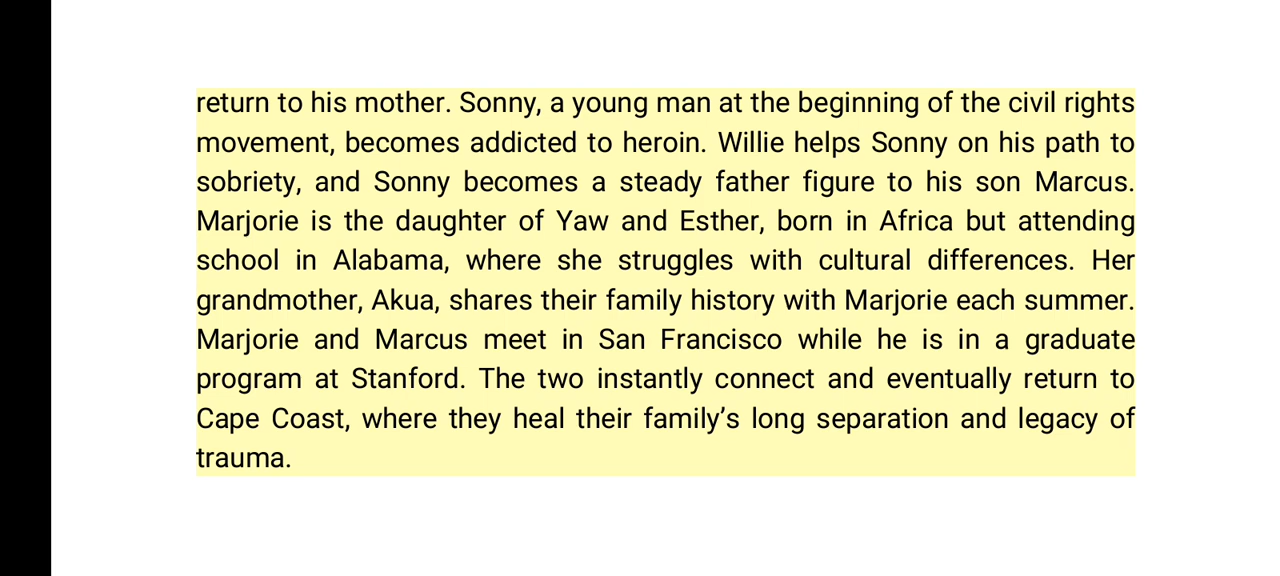 return to his mother. Sonny, a young man at the beginning of the civil rights
movement, becomes addicted to heroin. Willie helps Sonny on his path to
sobriety, and Sonny becomes a steady father figure to his son Marcus.
Marjorie is the daughter of Yaw and Esther, born in Africa but attending
school in Alabama, where she struggles with cultural differences. Her
grandmother, Akua, shares their family history with Marjorie each summer.
Marjorie and Marcus meet in San Francisco while he is in a graduate
program at Stanford. The two instantly connect and eventually return to
Cape Coast, where they heal their family’s long separation and legacy of
trauma.